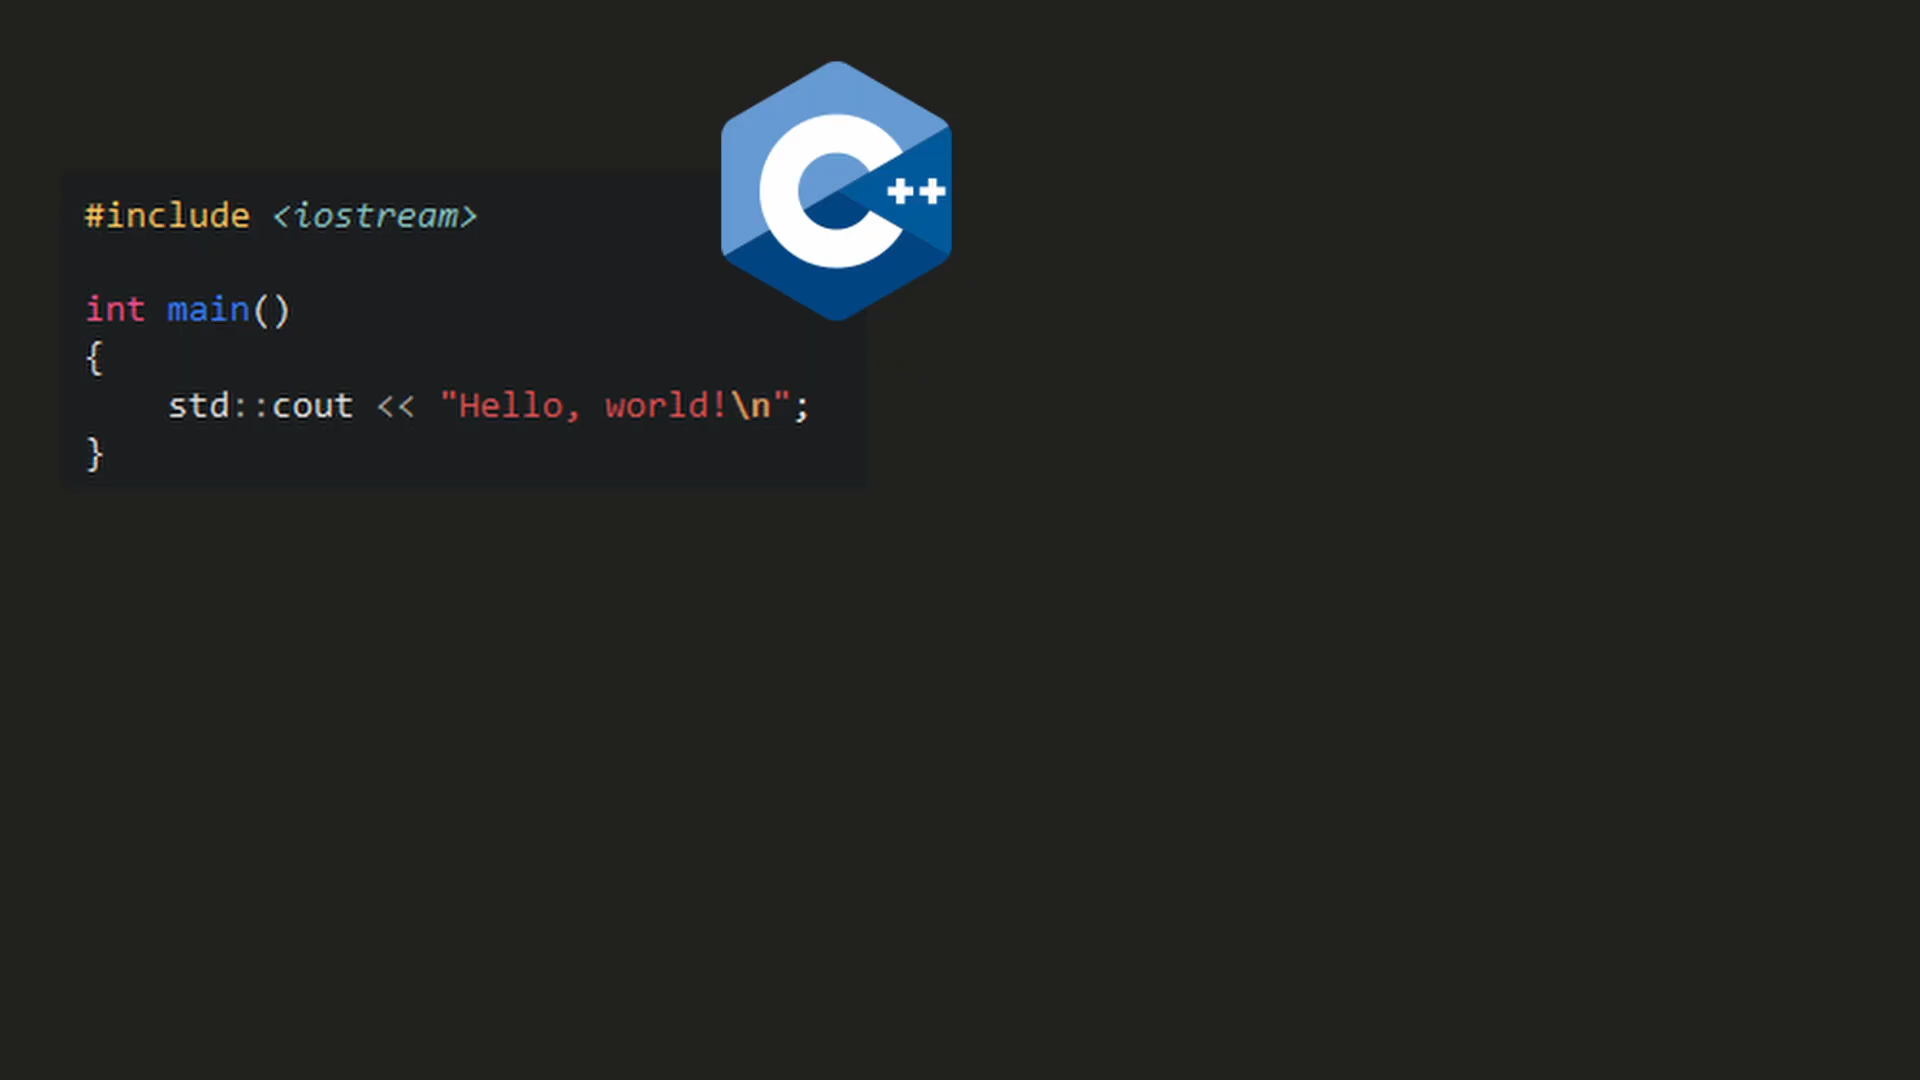 C++
#include <iostream>
int main()
{
    std::cout << "Hello, world!\n";
}